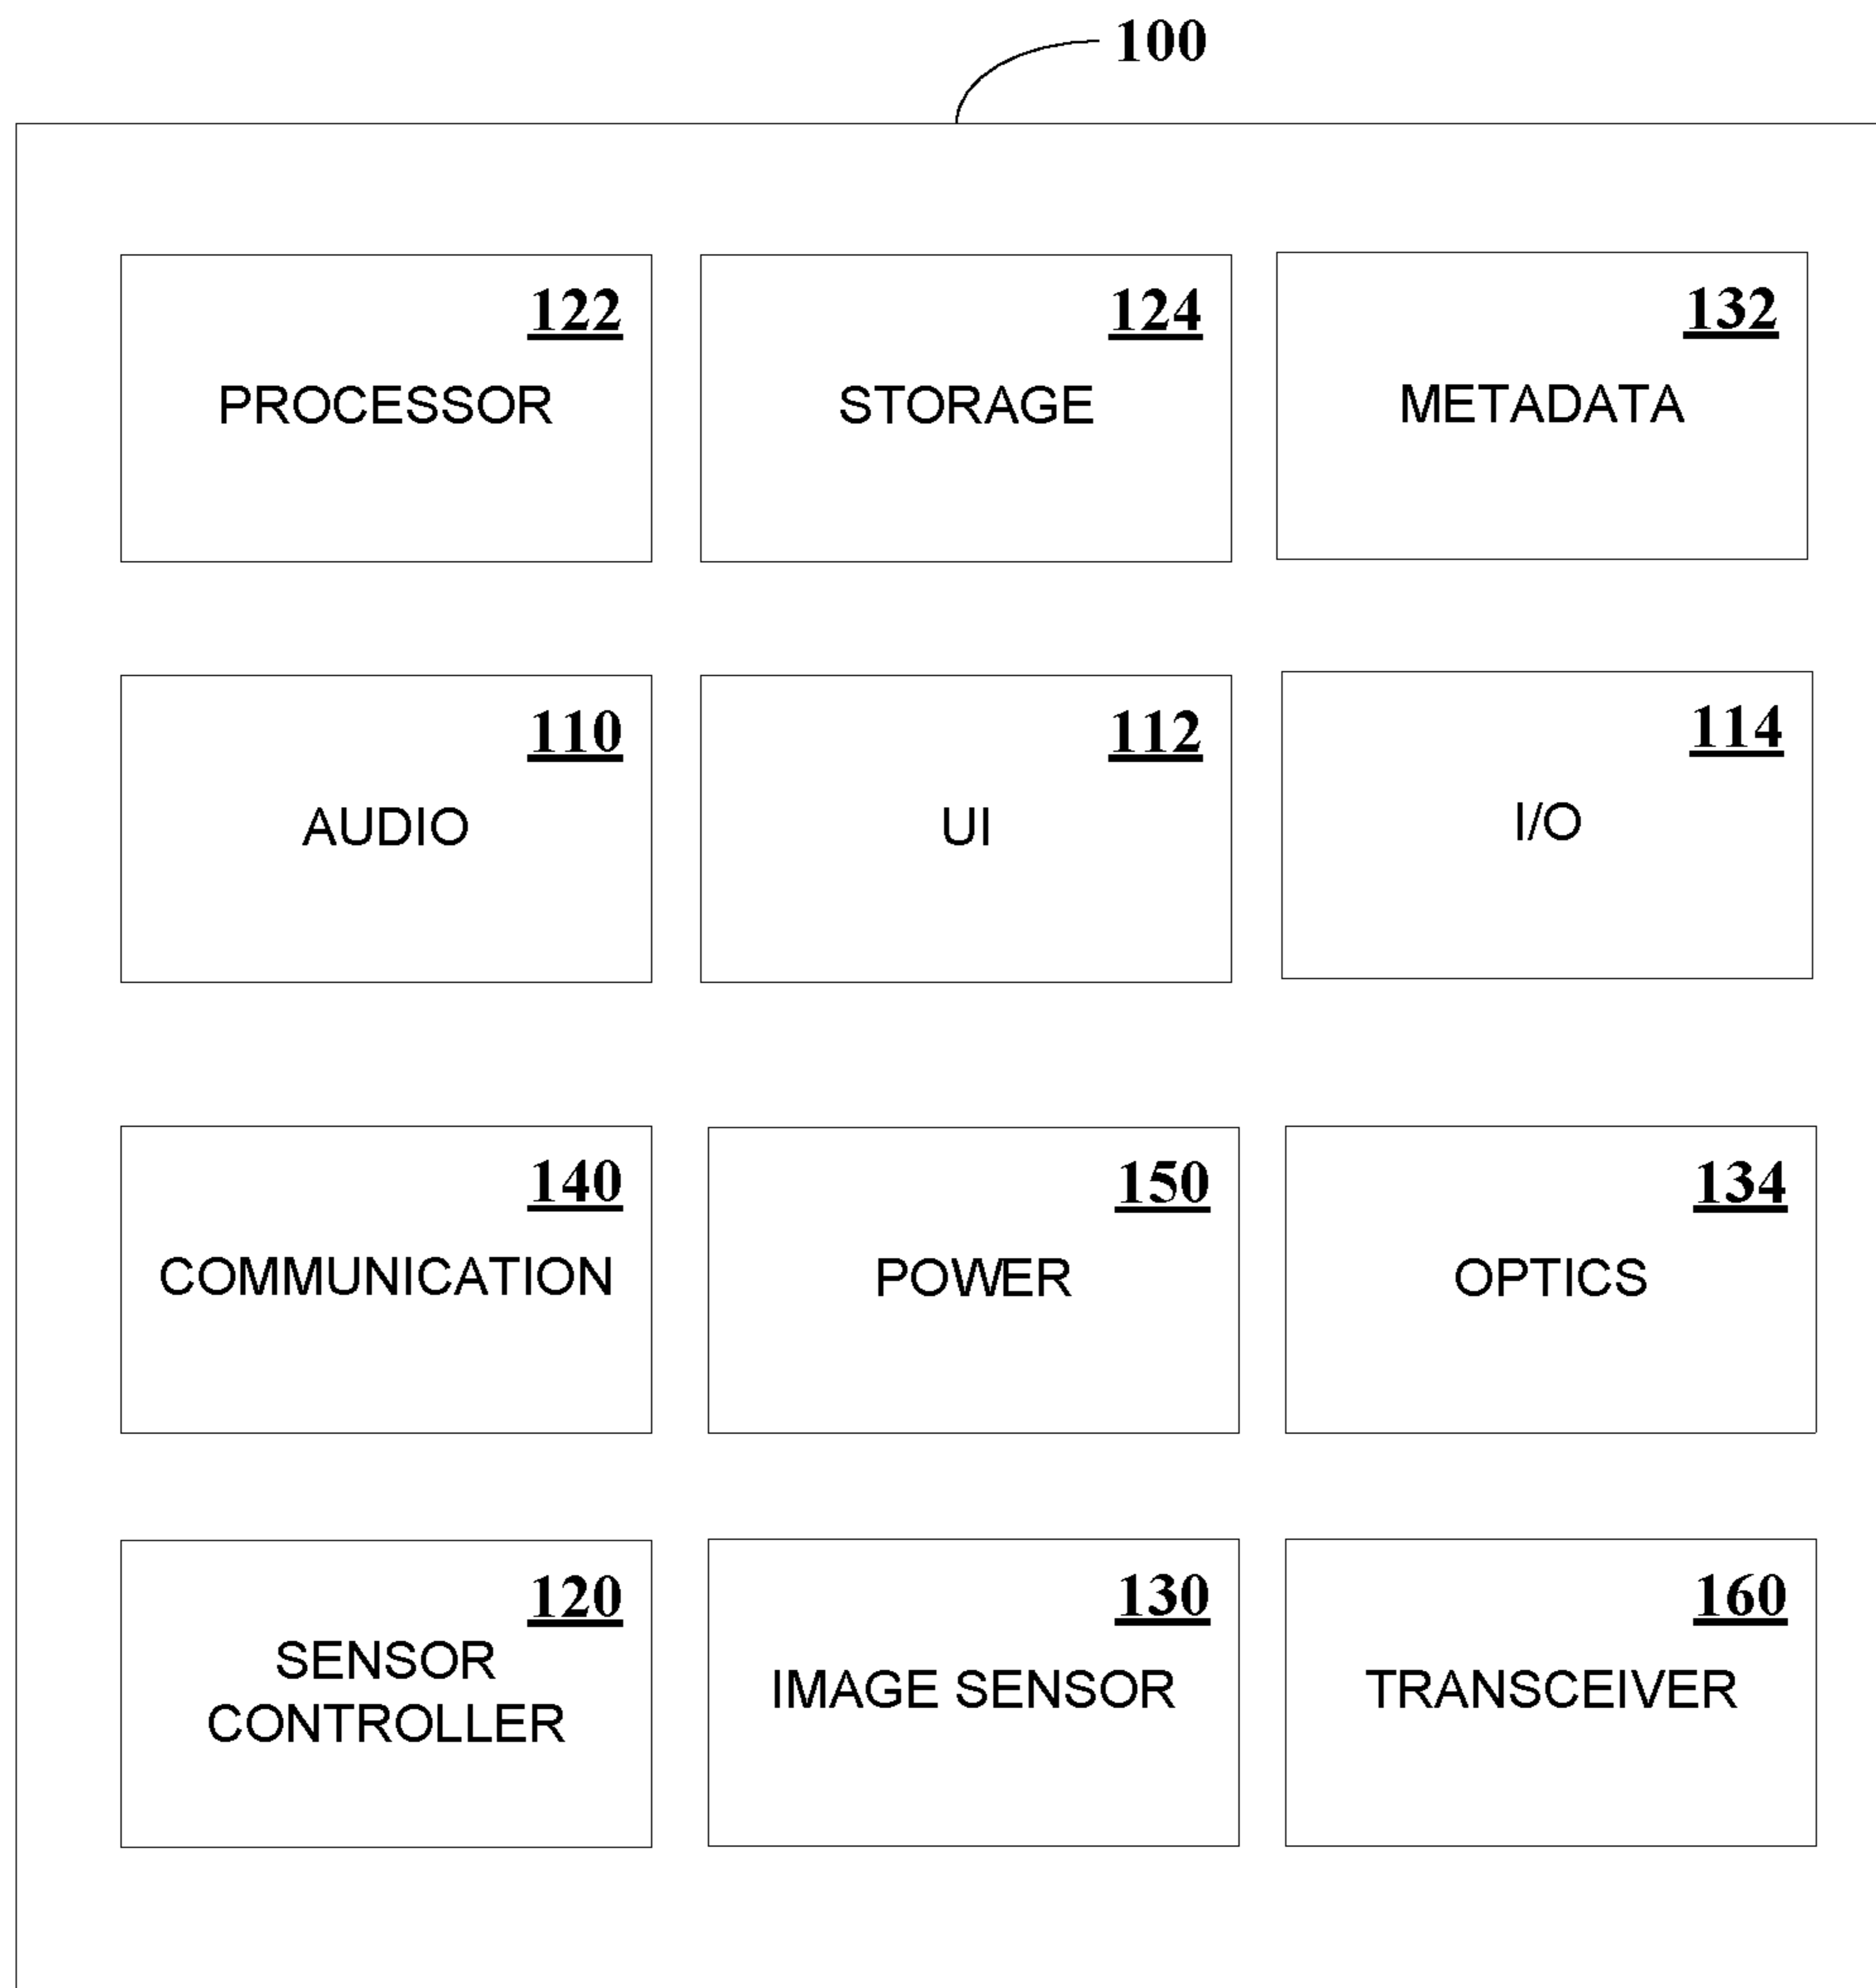 100
122
PROCESSOR
124
STORAGE
132
METADATA
110
AUDIO
112
UI
114
I/O
140
COMMUNICATION
150
POWER
134
OPTICS
120
SENSOR
CONTROLLER
130
IMAGE SENSOR
160
TRANSCEIVER